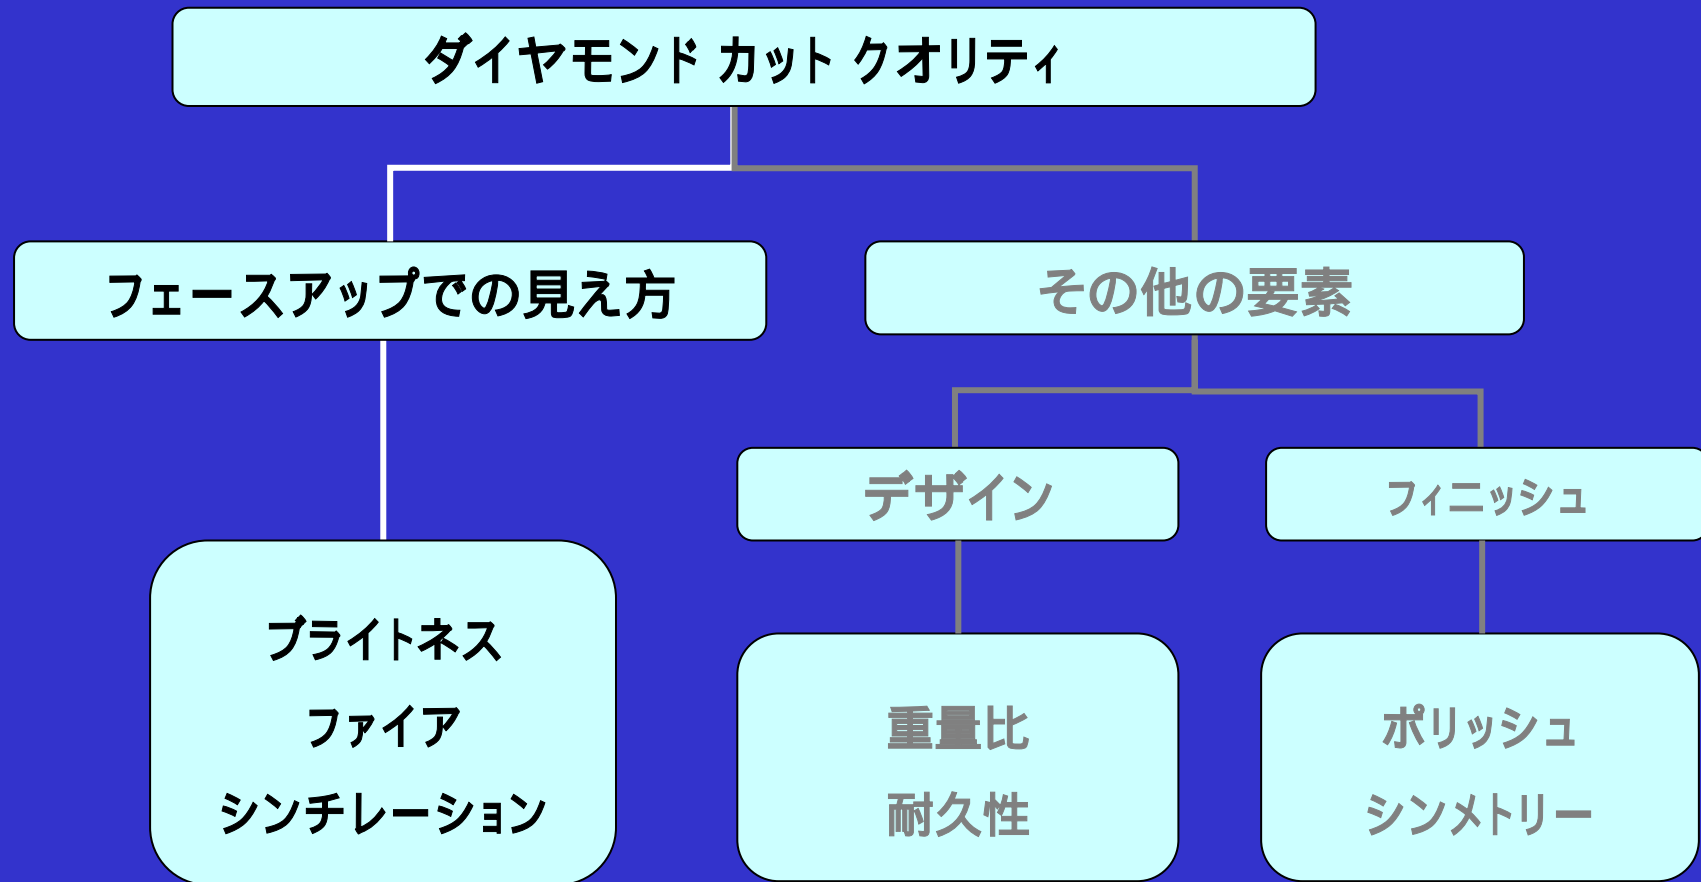 ダイヤモンド カット クオリティ
フェースアップでの見え方
その他の要素
デザイン
フィニッシュ
ブライトネス
ファイア
シンチレーション
重量比
耐久性
ポリッシュ
シンメトリー